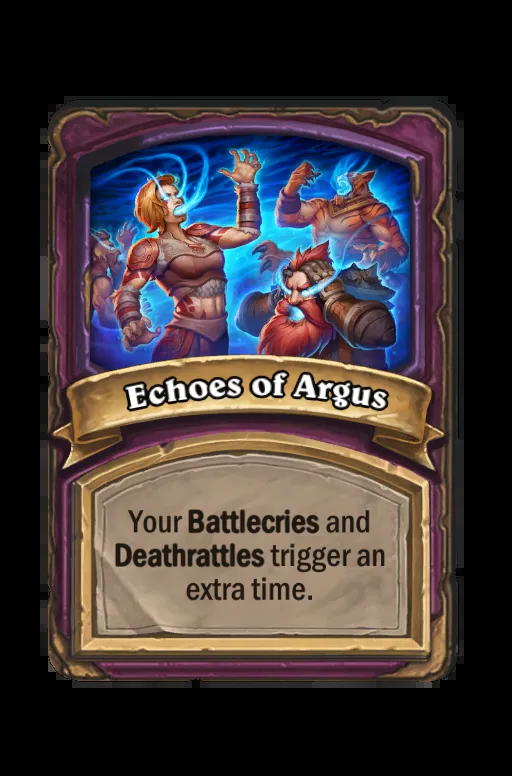 Echoes of Argus
Your Battlecries and
Deathrattles trigger an
extra time.